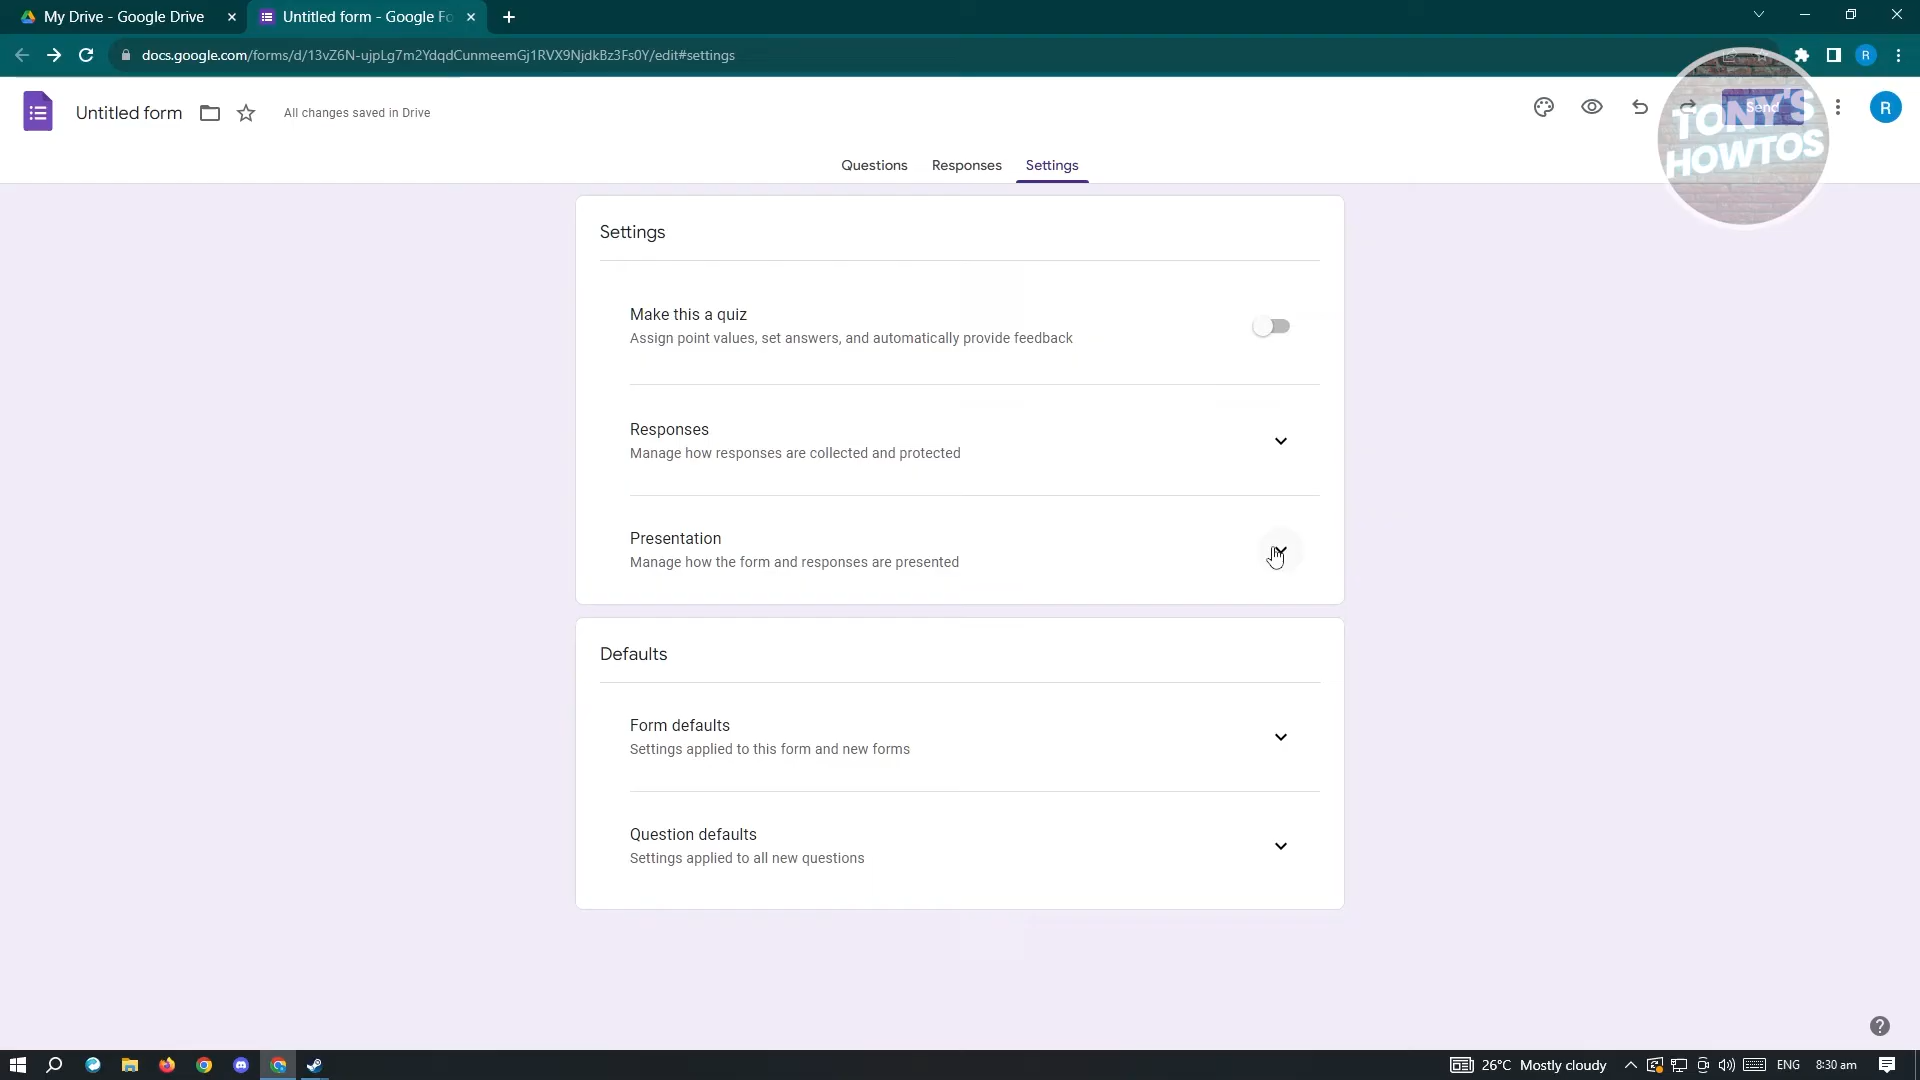 My Drive - Google Drive
Untitled form - Google Fo
docs.google.com/forms/d/13vZ6N-ujpLg7m2YdqdCunmeemGj1RVX9NjdkBz3Fs0Y/edit#settings
R
Untitled form
All changes saved in Drive
Send
R
TONY'S
HOWTOS
Questions
Responses
Settings
Settings
Make this a quiz
Assign point values, set answers, and automatically provide feedback
Responses
Manage how responses are collected and protected
Presentation
Manage how the form and responses are presented
Defaults
Form defaults
Settings applied to this form and new forms
Question defaults
Settings applied to all new questions
26°C Mostly cloudy
ENG
8:30 am